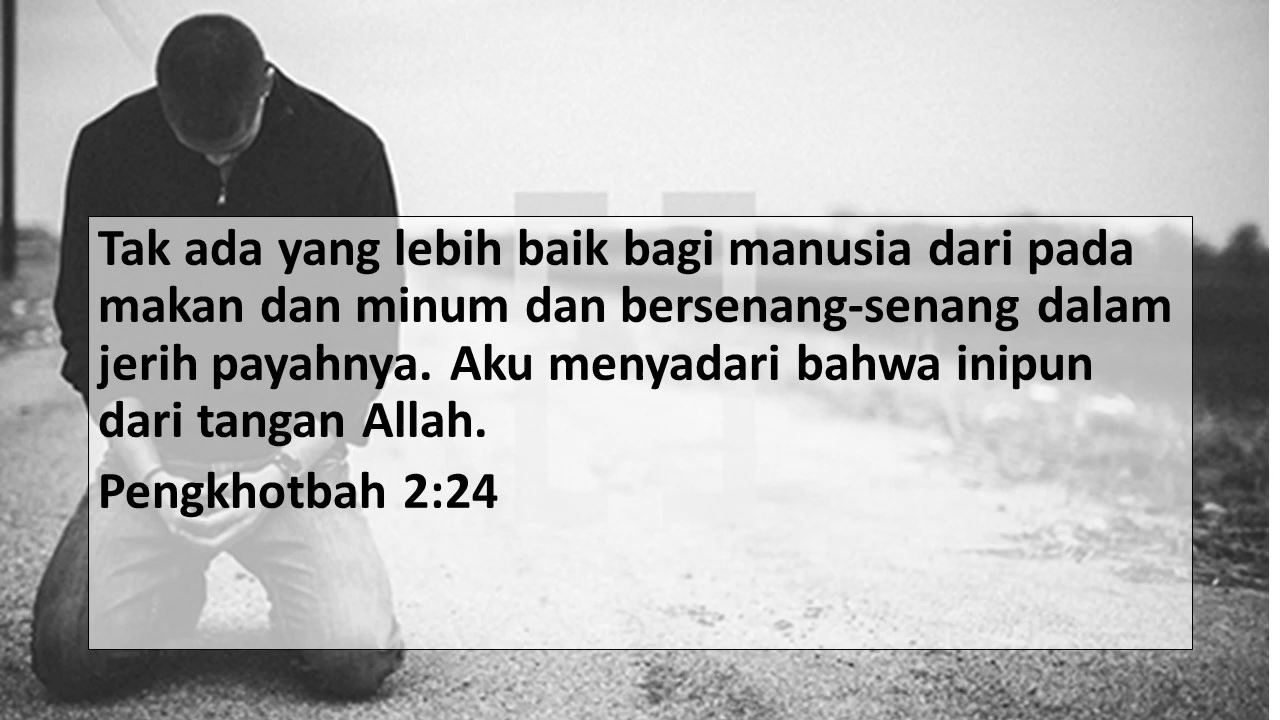 Tak ada yang lebih baik bagi manusia dari pada
makan dan minum dan bersenang-senang dalam
jerih payahnya. Aku menyadari bahwa inipun
dari tangan Allah.
Pengkhotbah 2:24